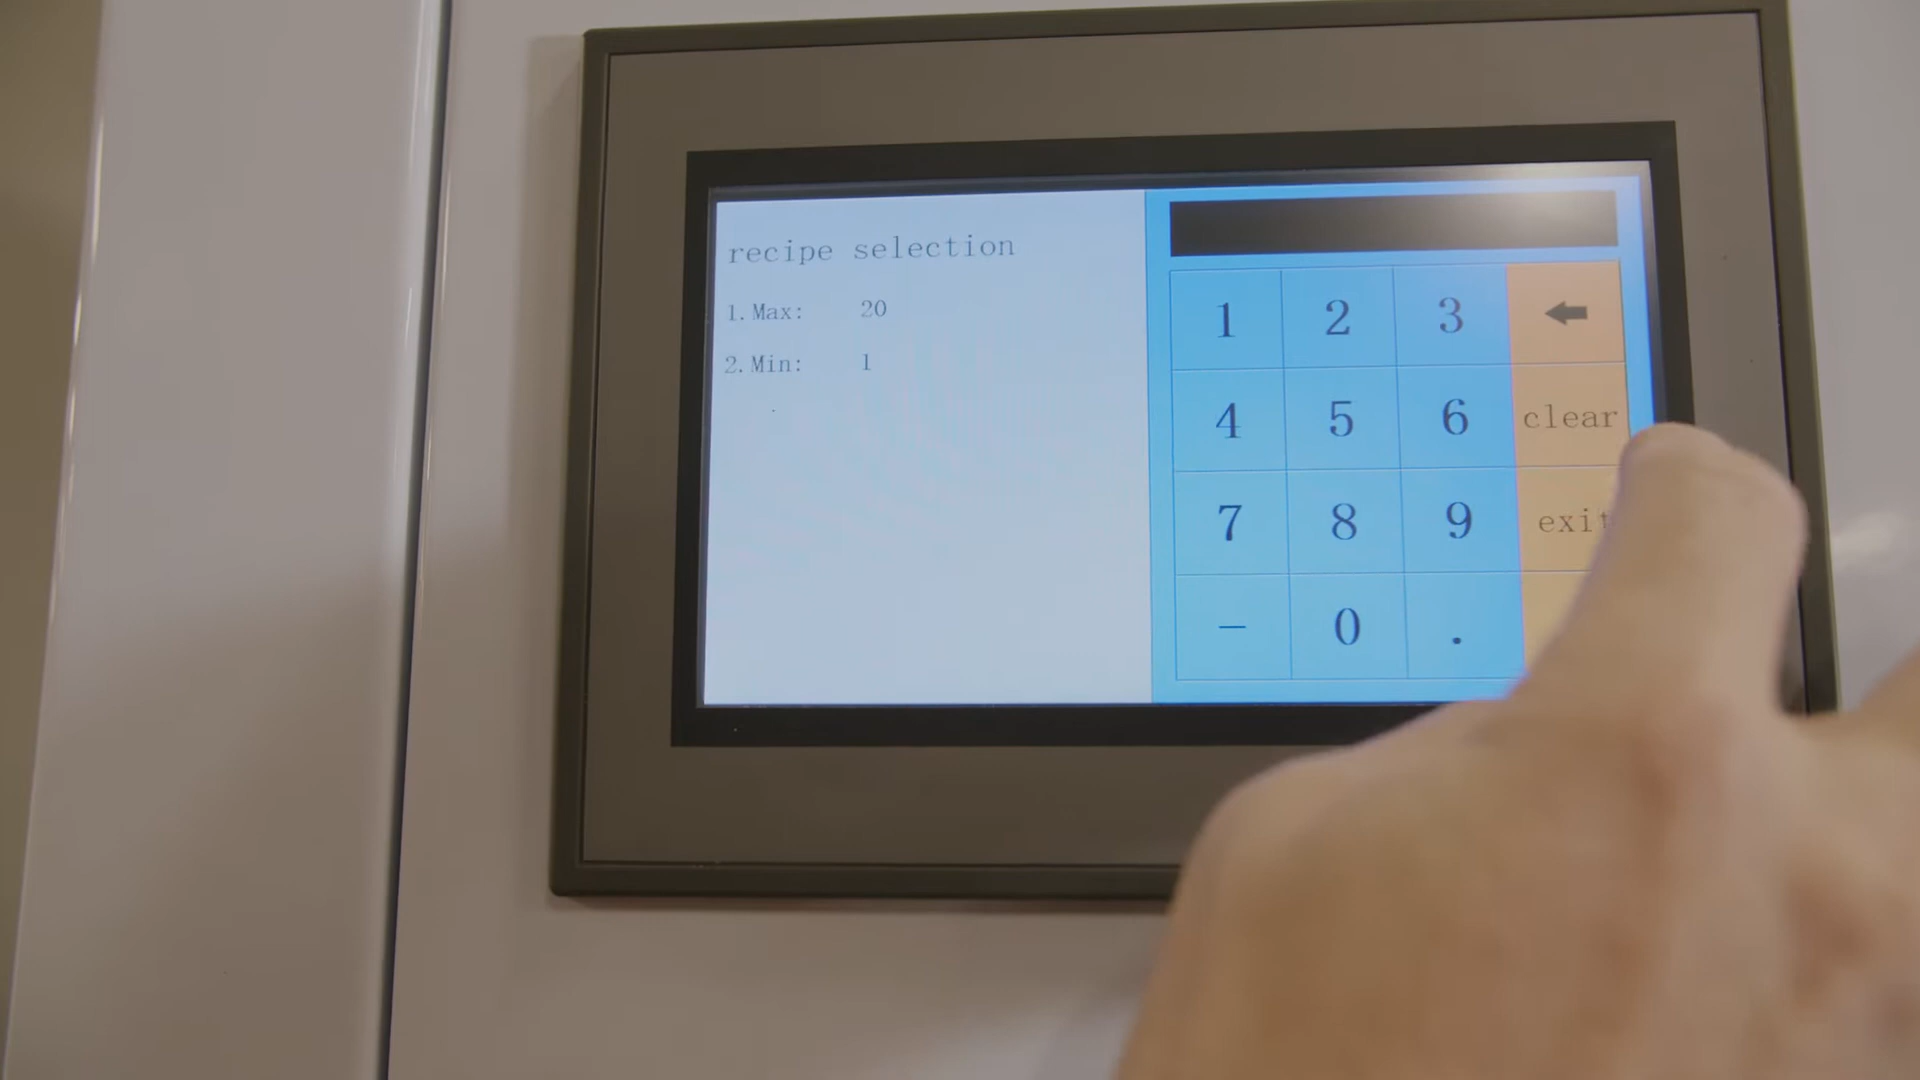 recipe selection
1.Max: 20
2.Min: 1
1 2 3
4 5 6 clear
7 8 9 exit
- 0 .